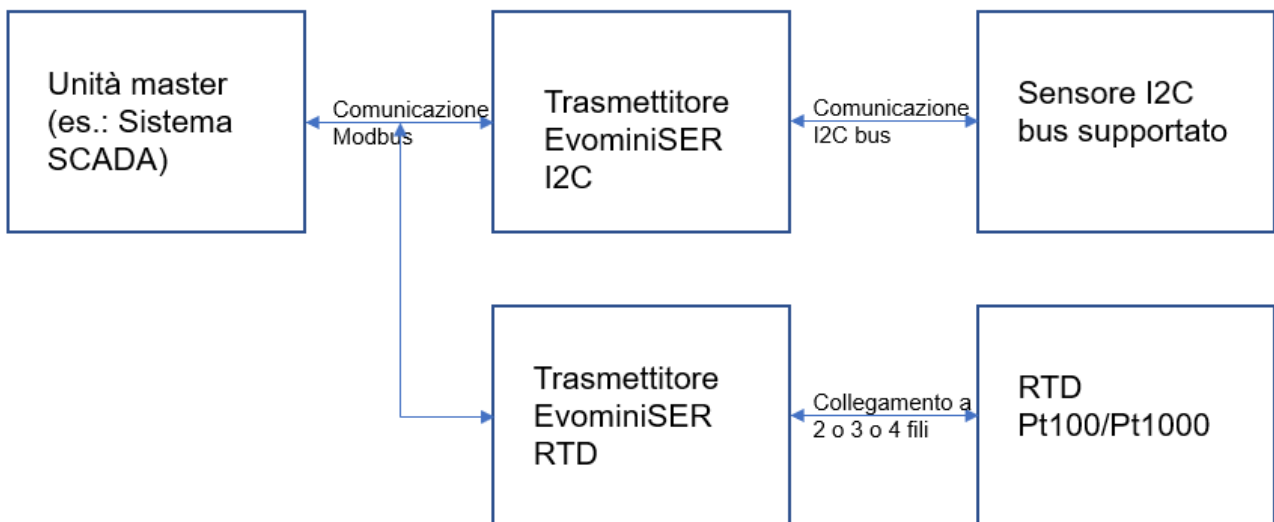 Unità master
(es.: Sistema
SCADA)
Comunicazione
Modbus
Trasmettitore
EvominiSER
I2C
Comunicazione
I2C bus
Sensore I2C
bus supportato
Trasmettitore
EvominiSER
RTD
Collegamento a
2 o 3 o 4 fili
RTD
Pt100/Pt1000